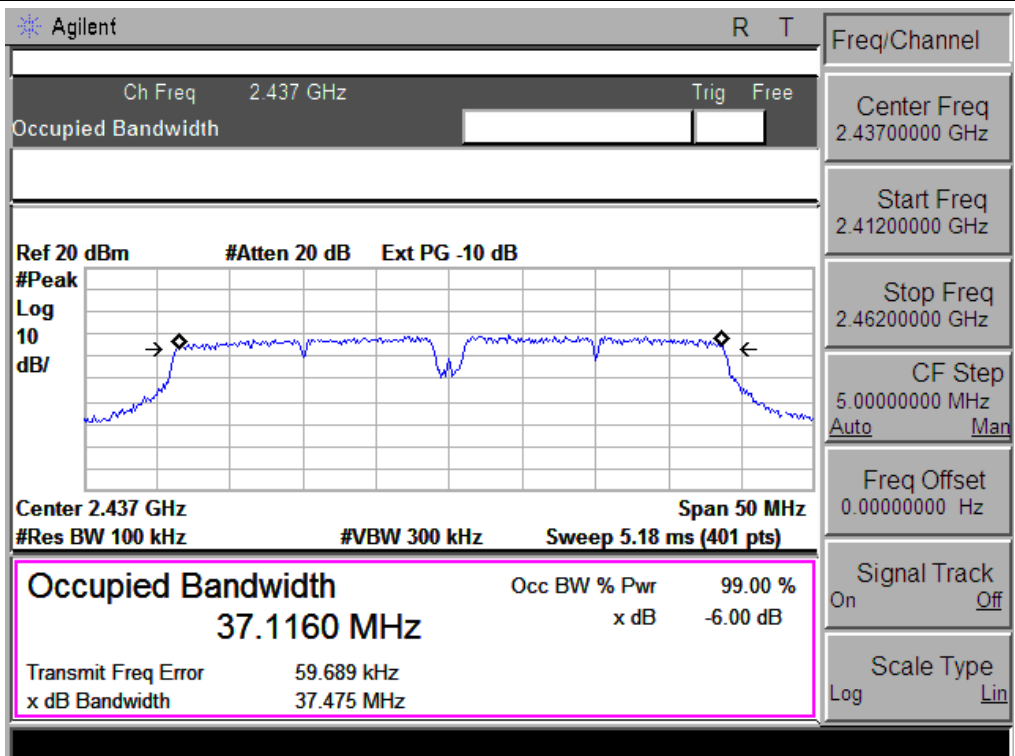 Agilent R T
Ch Freq 2.437 GHz Trig Free
Occupied Bandwidth
Ref 20 dBm #Atten 20 dB Ext PG -10 dB
#Peak
Log
10
dB/
Center 2.437 GHz Span 50 MHz
#Res BW 100 kHz #VBW 300 kHz Sweep 5.18 ms (401 pts)
Occupied Bandwidth Occ BW % Pwr 99.00 %
37.1160 MHz x dB -6.00 dB
Transmit Freq Error 59.689 kHz
x dB Bandwidth 37.475 MHz
Freq/Channel
Center Freq
2.43700000 GHz
Start Freq
2.41200000 GHz
Stop Freq
2.46200000 GHz
CF Step
5.00000000 MHz
Auto Man
Freq Offset
0.00000000 Hz
Signal Track
On Off
Scale Type
Log Lin